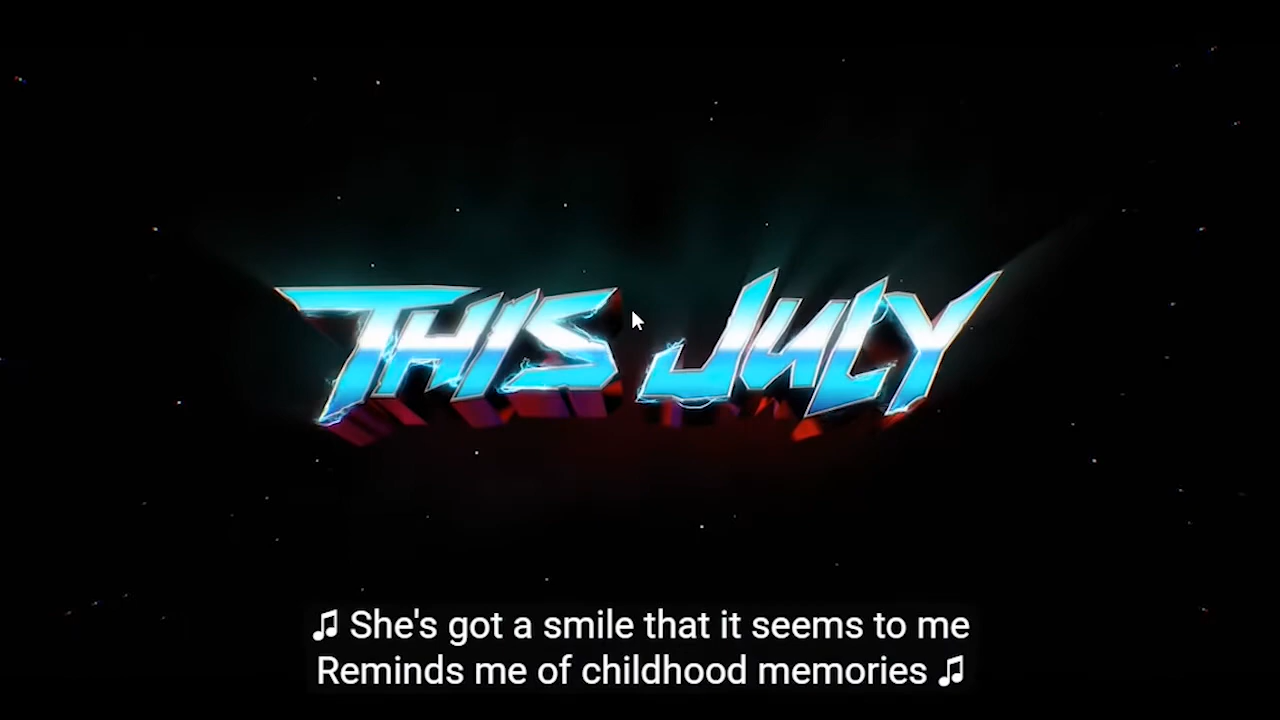 THIS JULY
♫ She's got a smile that it seems to me
Reminds me of childhood memories ♫